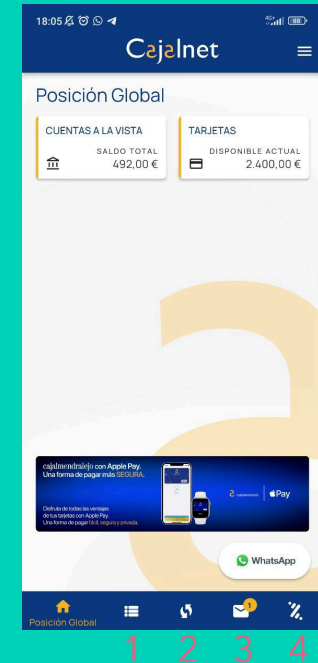 18:05
4G+
88
Cajalnet
Posición Global
CUENTAS A LA VISTA
SALDO TOTAL
492,00 €
TARJETAS
DISPONIBLE ACTUAL
2.400,00 €
cajalmendralejo con Apple Pay.
Una forma de pagar más SEGURA.
Disfruta de todas las ventajas
de tus tarjetas con Apple Pay.
Una forma de pagar fácil, segura y privada.
Pay
WhatsApp
1
Posición Global
1 2 3 4